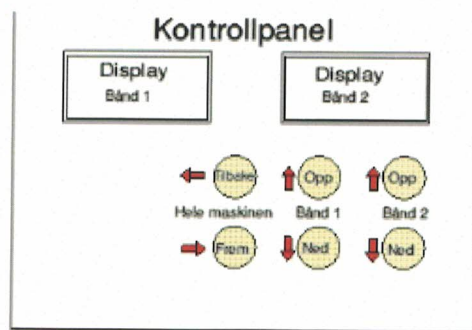 Kontrollpanel
Display
Bånd 1
Display
Bånd 2
Tilbake Opp Opp
Hele maskinen Bånd 1 Bånd 2
Frem Ned Ned